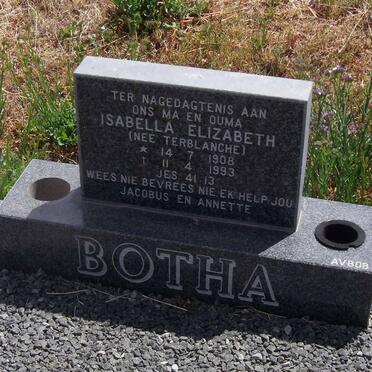 TER NAGEDAGTENIS AAN
ONS MA EN OUMA
ISABELLA ELIZABETH
(NEE TERBLANCHE)
* 14 7 1908
† 11 4 1993
JES 41 13
WEES NIE BEVREES NIE EK HELP JOU
JACOBUS EN ANNETTE
BOTHA
AVBOB